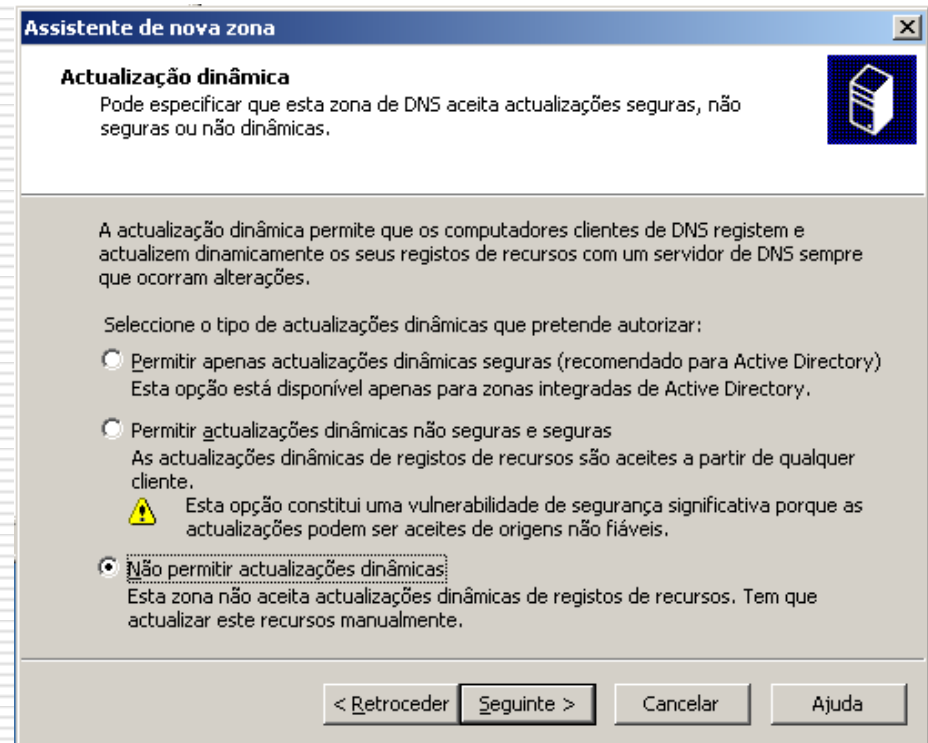 Assistente de nova zona
Actualização dinâmica
Pode especificar que esta zona de DNS aceita actualizações seguras, não
seguras ou não dinâmicas.
A actualização dinâmica permite que os computadores clientes de DNS registem e
actualizem dinamicamente os seus registos de recursos com um servidor de DNS sempre
que ocorram alterações.
Seleccione o tipo de actualizações dinâmicas que pretende autorizar:
Permitir apenas actualizações dinâmicas seguras (recomendado para Active Directory)
Esta opção está disponível apenas para zonas integradas de Active Directory.
Permitir actualizações dinâmicas não seguras e seguras
As actualizações dinâmicas de registos de recursos são aceites a partir de qualquer
cliente.
Esta opção constitui uma vulnerabilidade de segurança significativa porque as
actualizações podem ser aceites de origens não fiáveis.
Não permitir actualizações dinâmicas
Esta zona não aceita actualizações dinâmicas de registos de recursos. Tem que
actualizar este recursos manualmente.
< Retroceder Seguinte > Cancelar Ajuda